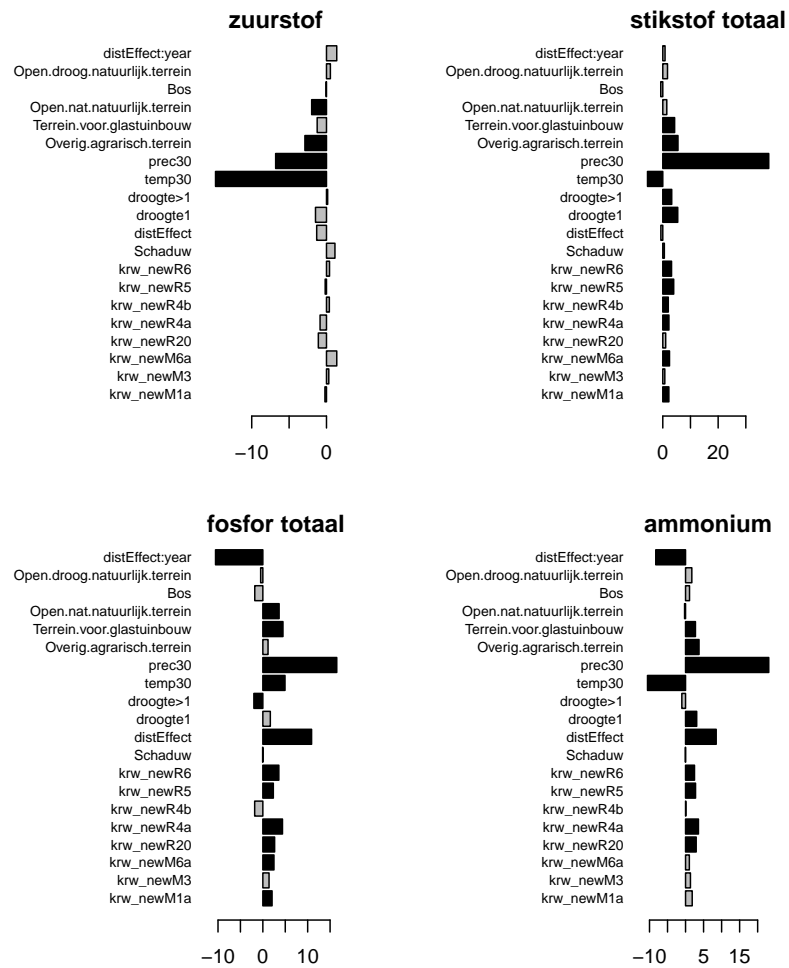 zuurstof
distEffect:year
Open.droog.natuurlijk.terrein
Bos
Open.nat.natuurlijk.terrein
Terrein.voor.glastuinbouw
Overig.agrarisch.terrein
prec30
temp30
droogte>1
droogte1
distEffect
Schaduw
krw_newR6
krw_newR5
krw_newR4b
krw_newR4a
krw_newR20
krw_newM6a
krw_newM3
krw_newM1a
−10 0
stikstof totaal
distEffect:year
Open.droog.natuurlijk.terrein
Bos
Open.nat.natuurlijk.terrein
Terrein.voor.glastuinbouw
Overig.agrarisch.terrein
prec30
temp30
droogte>1
droogte1
distEffect
Schaduw
krw_newR6
krw_newR5
krw_newR4b
krw_newR4a
krw_newR20
krw_newM6a
krw_newM3
krw_newM1a
0 20
fosfor totaal
distEffect:year
Open.droog.natuurlijk.terrein
Bos
Open.nat.natuurlijk.terrein
Terrein.voor.glastuinbouw
Overig.agrarisch.terrein
prec30
temp30
droogte>1
droogte1
distEffect
Schaduw
krw_newR6
krw_newR5
krw_newR4b
krw_newR4a
krw_newR20
krw_newM6a
krw_newM3
krw_newM1a
−10 0 10
ammonium
distEffect:year
Open.droog.natuurlijk.terrein
Bos
Open.nat.natuurlijk.terrein
Terrein.voor.glastuinbouw
Overig.agrarisch.terrein
prec30
temp30
droogte>1
droogte1
distEffect
Schaduw
krw_newR6
krw_newR5
krw_newR4b
krw_newR4a
krw_newR20
krw_newM6a
krw_newM3
krw_newM1a
−10 5 15